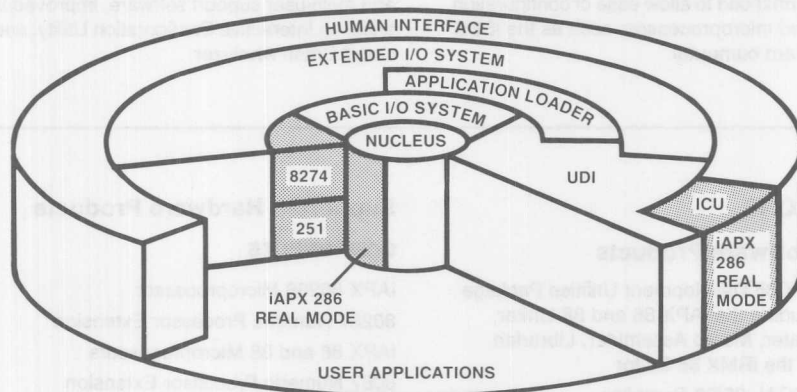 HUMAN INTERFACE
EXTENDED I/O SYSTEM
APPLICATION LOADER
BASIC I/O SYSTEM
NUCLEUS
UDI
8274
251
ICU
iAPX
286
REAL
MODE
iAPX 286
REAL MODE
USER APPLICATIONS